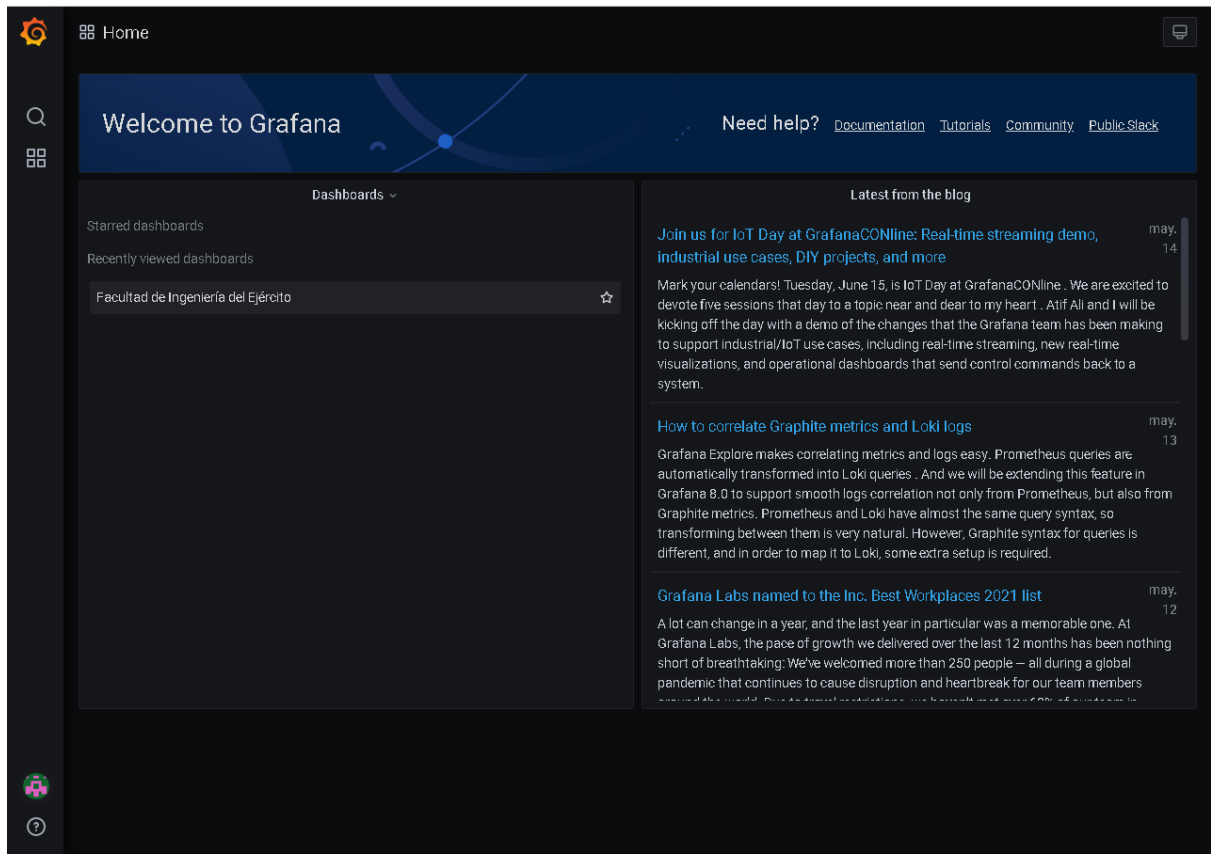 Home
Welcome to Grafana
Need help? Documentation Tutorials Community Public Slack
Dashboards
Starred dashboards
Recently viewed dashboards
Facultad de Ingeniería del Ejército
Latest from the blog
Join us for IoT Day at GrafanaCONline: Real-time streaming demo,
industrial use cases, DIY projects, and more
may.
14
Mark your calendars! Tuesday, June 15, is IoT Day at GrafanaCONline . We are excited to
devote five sessions that day to a topic near and dear to my heart . Atif Ali and I will be
kicking off the day with a demo of the changes that the Grafana team has been making
to support industrial/IoT use cases, including real-time streaming, new real-time
visualizations, and operational dashboards that send control commands back to a
system.
How to correlate Graphite metrics and Loki logs
may.
13
Grafana Explore makes correlating metrics and logs easy. Prometheus queries are
automatically transformed into Loki queries . And we will be extending this feature in
Grafana 8.0 to support smooth logs correlation not only from Prometheus, but also from
Graphite metrics. Prometheus and Loki have almost the same query syntax, so
transforming between them is very natural. However, Graphite syntax for queries is
different, and in order to map it to Loki, some extra setup is required.
Grafana Labs named to the Inc. Best Workplaces 2021 list
may.
12
A lot can change in a year, and the last year in particular was a memorable one. At
Grafana Labs, the pace of growth we delivered over the last 12 months has been nothing
short of breathtaking: We've welcomed more than 250 people — all during a global
pandemic that continues to cause disruption and heartbreak for our team members